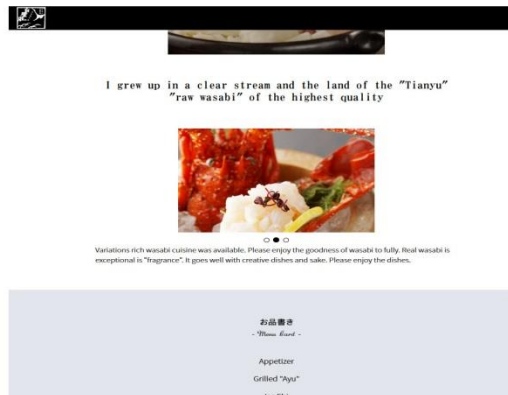 I grew up in a clear stream and the land of the "Tianyu"
"raw wasabi" of the highest quality
Variations rich wasabi cuisine was available. Please enjoy the goodness of wasabi to fully. Real wasabi is
exceptional is "fragrance". It goes well with creative dishes and sake. Please enjoy the dishes.
お品書き
- Menu Card -
Appetizer
Grilled "Ayu"